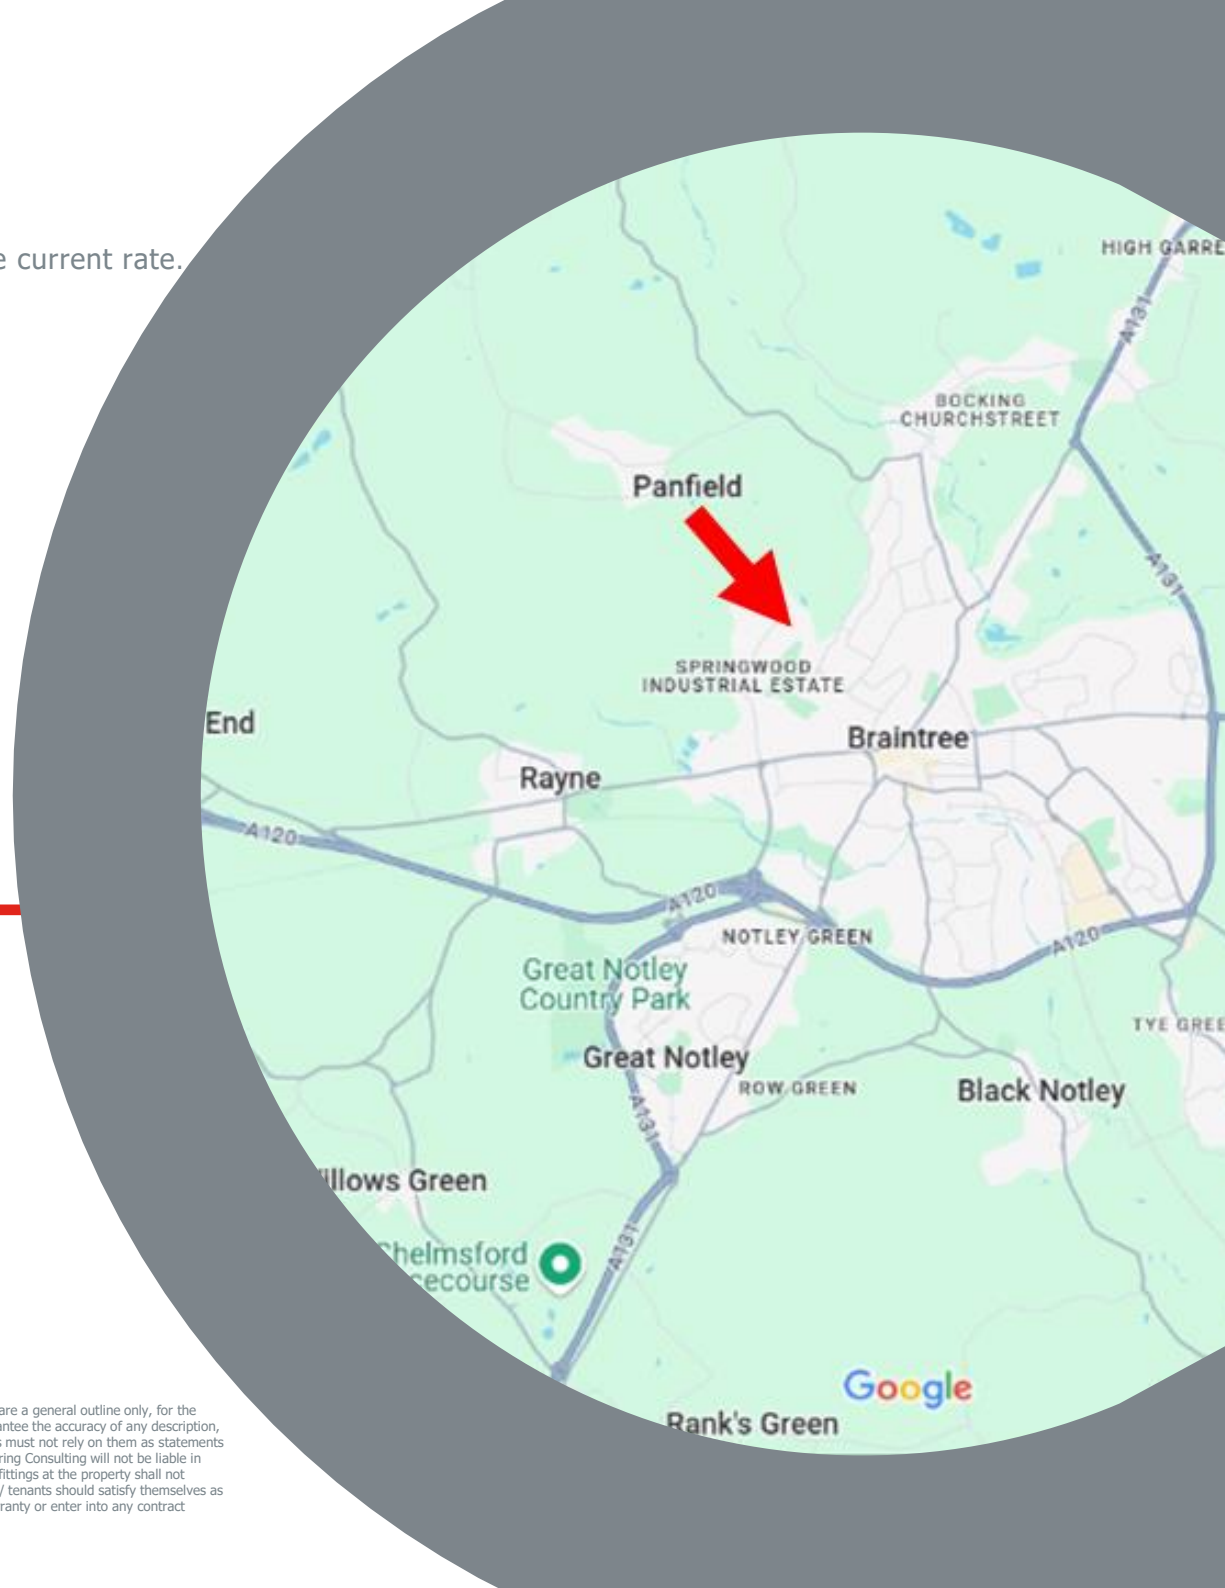 e current rate.
HIGH GARRE
A131
BOCKING
CHURCHSTREET
Panfield
A131
SPRINGWOOD
INDUSTRIAL ESTATE
End
Braintree
Rayne
A120
A120
NOTLEY GREEN
A120
Great Notley
Country Park
TYE GREE
Great Notley
ROW GREEN
Black Notley
A131
illows Green
A131
Chelmsford
cecourse
Google
Rank's Green
are a general outline only, for the
antee the accuracy of any description,
s must not rely on them as statements
ring Consulting will not be liable in
fittings at the property shall not
/ tenants should satisfy themselves as
ranty or enter into any contract